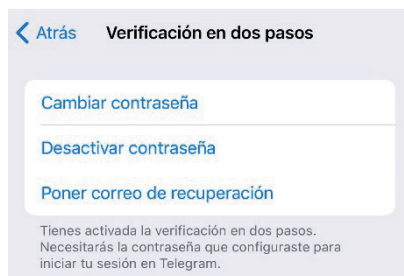 Atrás Verificación en dos pasos
Cambiar contraseña
Desactivar contraseña
Poner correo de recuperación
Tienes activada la verificación en dos pasos.
Necesitarás la contraseña que configuraste para
iniciar tu sesión en Telegram.